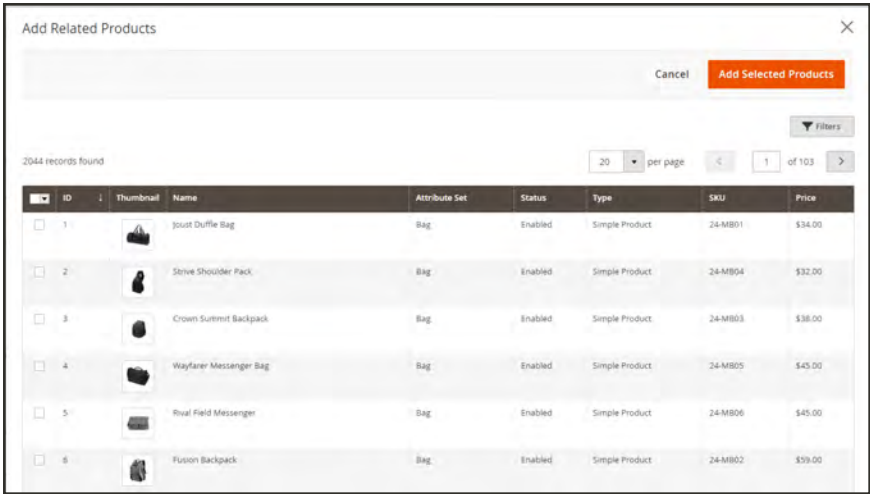 Add Related Products
Cancel Add Selected Products
Filters
2044 records found 20 per page 1 of 103
ID Thumbnail Name Attribute Set Status Type SKU Price
1 Joust Duffle Bag Bag Enabled Simple Product 24-MB01 $34.00
2 Strive Shoulder Pack Bag Enabled Simple Product 24-MB04 $32.00
3 Crown Summit Backpack Bag Enabled Simple Product 24-MB03 $38.00
4 Wayfarer Messenger Bag Bag Enabled Simple Product 24-MB05 $45.00
5 Rival Field Messenger Bag Enabled Simple Product 24-MB06 $45.00
6 Fusion Backpack Bag Enabled Simple Product 24-MB02 $59.00